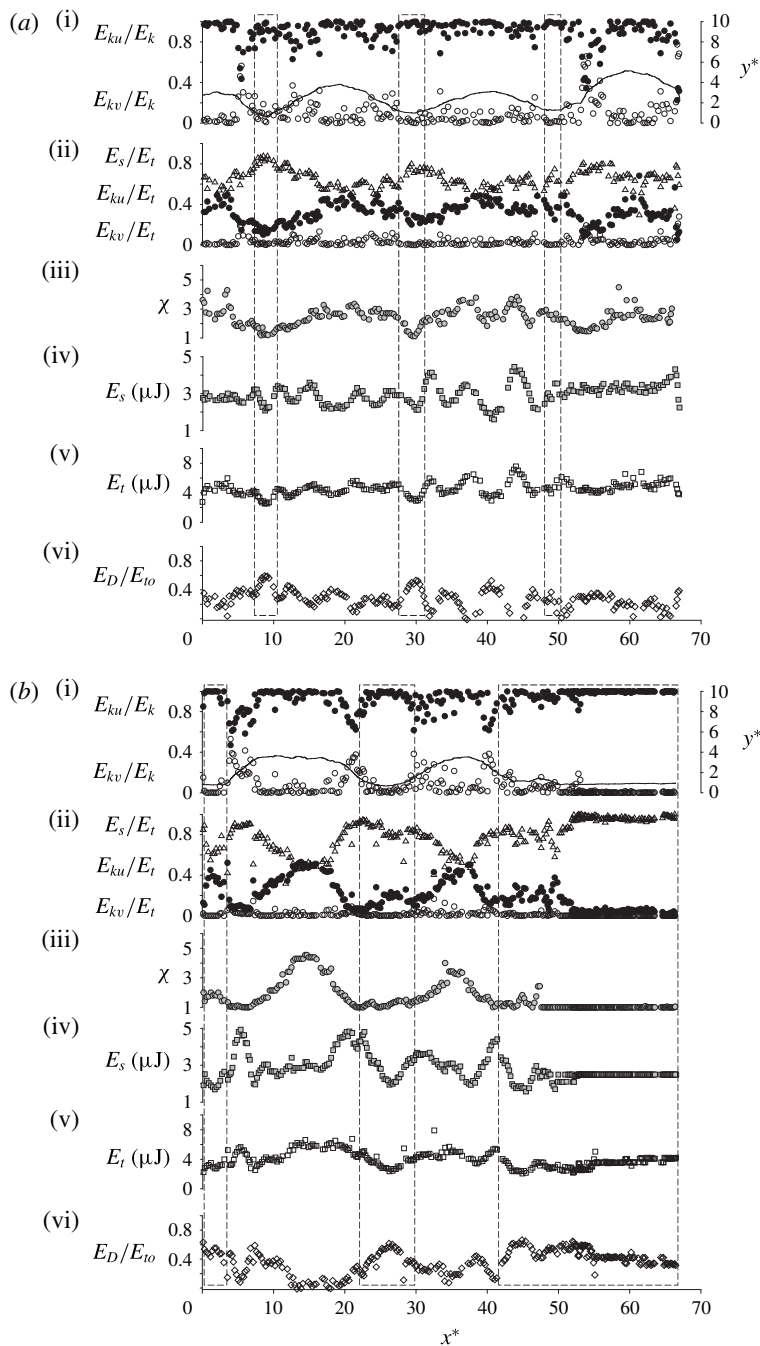 (a) (i) E_ku/E_k 0.8 10
8
6 y*
0.4 4
E_kv/E_k 2
0 0
(ii) E_s/E_t 0.8
E_ku/E_t 0.4
E_kv/E_t 0
(iii) 5
χ 3
1
(iv) 5
E_s (μJ) 3
1
(v) 8
E_t (μJ) 4
0
(vi) 0.8
E_D/E_to 0.4
0 10 20 30 40 50 60 70
(b) (i) E_ku/E_k 0.8 10
8
6 y*
0.4 4
E_kv/E_k 2
0 0
(ii) E_s/E_t 0.8
E_ku/E_t 0.4
E_kv/E_t 0
(iii) 5
χ 3
1
(iv) 5
E_s (μJ) 3
1
(v) 8
E_t (μJ) 4
0
(vi) 0.8
E_D/E_to 0.4
0 10 20 30 40 50 60 70
x*